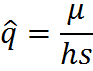 q̂ = μ / hs